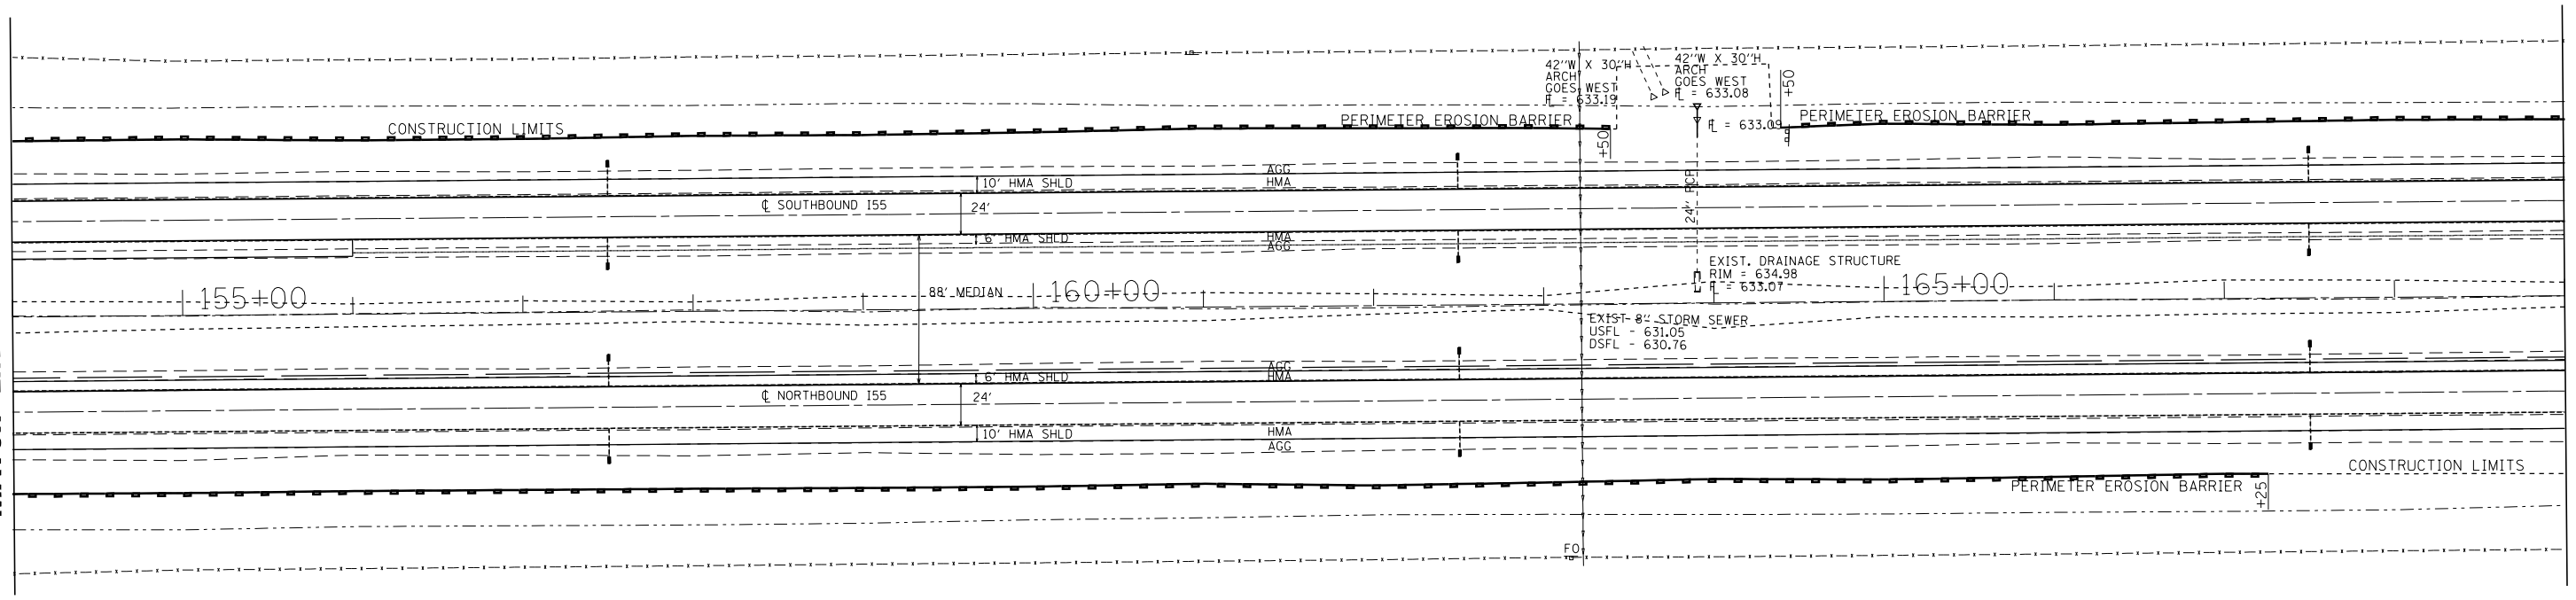 42"W X 30"H
ARCH
GOES WEST
FL = 633.19
42"W X 30"H
ARCH
GOES WEST
FL = 633.08
+50
CONSTRUCTION LIMITS
PERIMETER EROSION BARRIER
+50
FL = 633.09
PERIMETER EROSION BARRIER
AGG
10' HMA SHLD
HMA
24" RCP
℄ SOUTHBOUND I55
24'
6' HMA SHLD
HMA
AGG
EXIST. DRAINAGE STRUCTURE
RIM = 634.98
FL = 633.07
155+00
88' MEDIAN
160+00
165+00
EXIST 8" STORM SEWER
USFL - 631.05
DSFL - 630.76
AGG
6' HMA SHLD
HMA
℄ NORTHBOUND I55
24'
10' HMA SHLD
HMA
AGG
CONSTRUCTION LIMITS
PERIMETER EROSION BARRIER
+25
FO